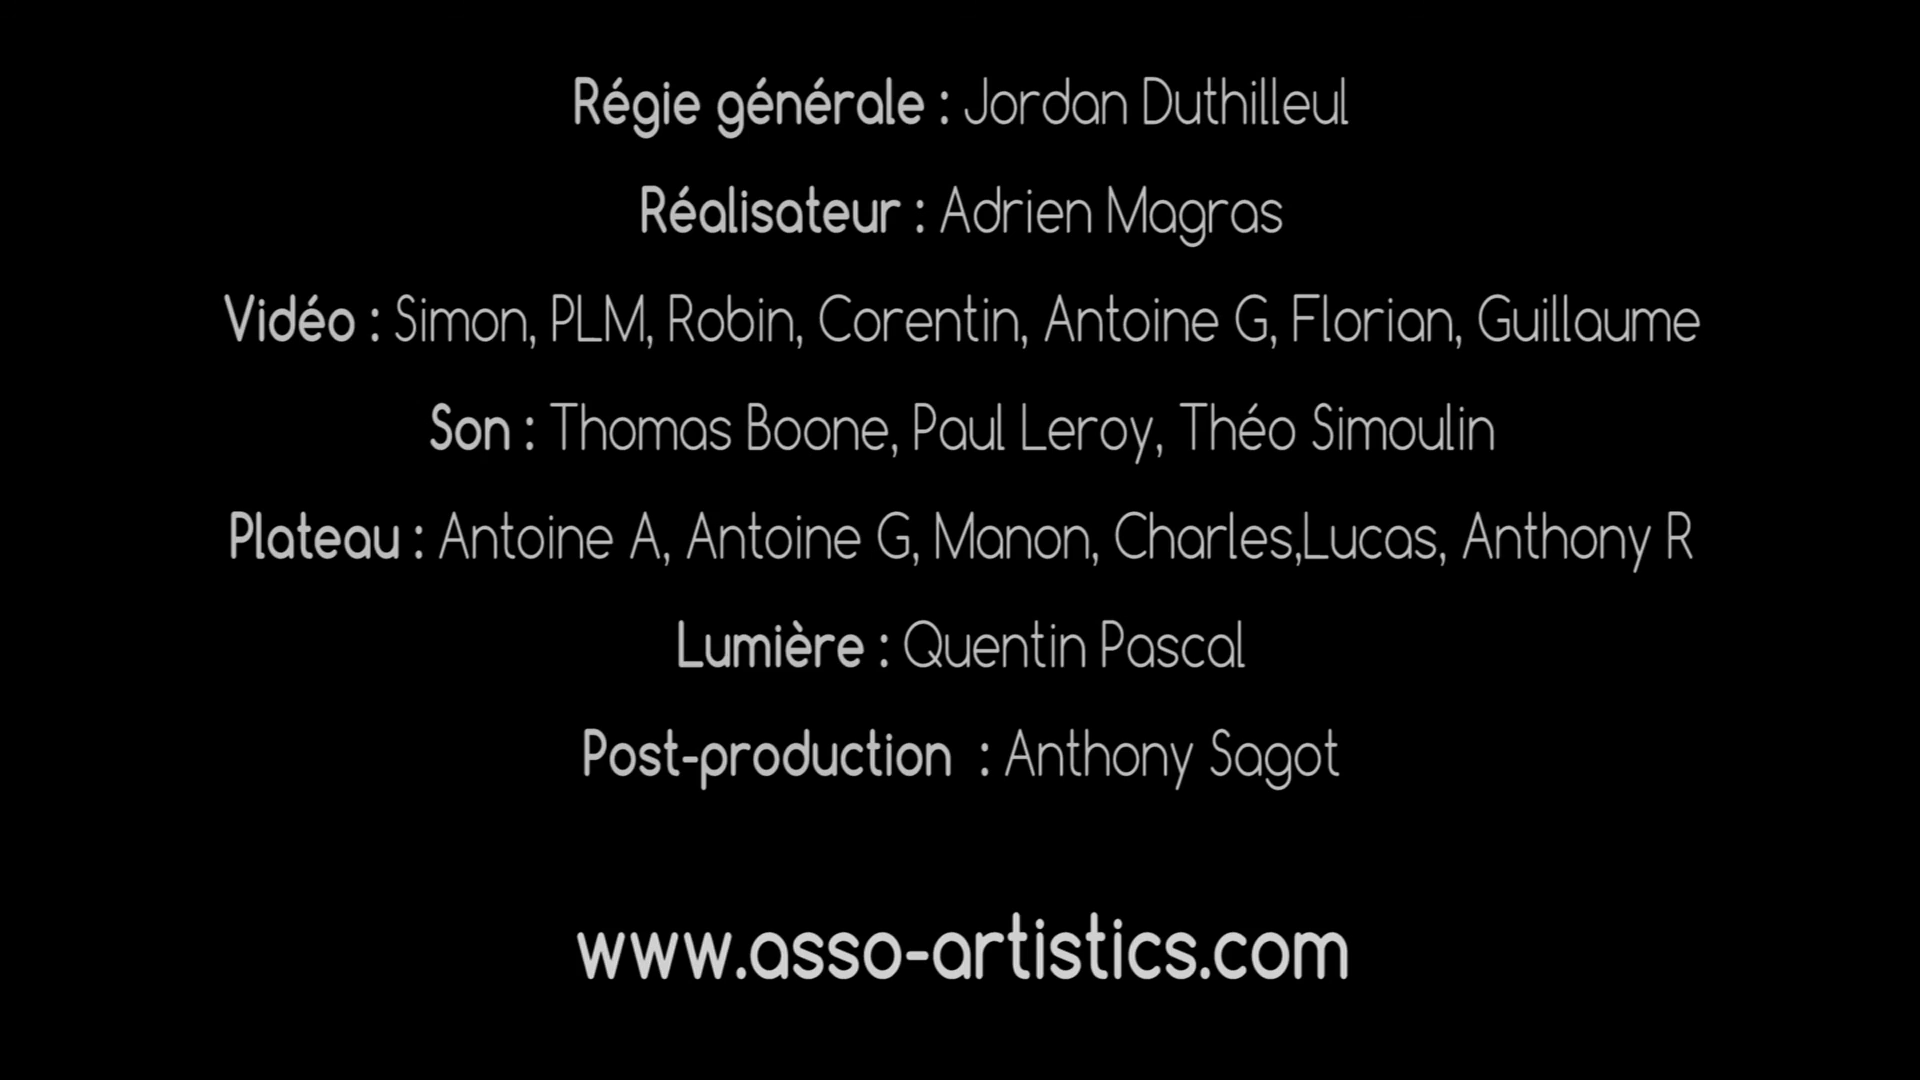 Régie générale : Jordan Duthilleul
Réalisateur : Adrien Magras
Vidéo : Simon, PLM, Robin, Corentin, Antoine G, Florian, Guillaume
Son : Thomas Boone, Paul Leroy, Théo Simoulin
Plateau : Antoine A, Antoine G, Manon, Charles,Lucas, Anthony R
Lumière : Quentin Pascal
Post-production  : Anthony Sagot
www.asso-artistics.com